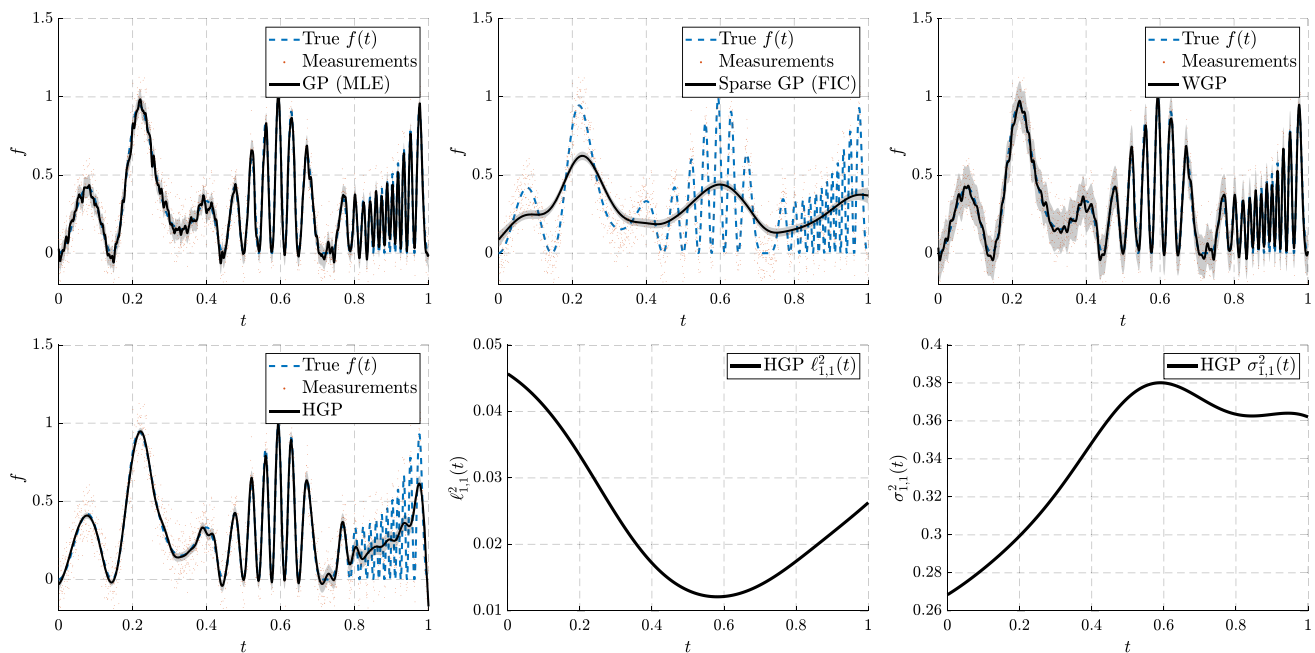 1.5
1
0.5
0
f
0 0.2 0.4 0.6 0.8 1
t
True f(t)
Measurements
GP (MLE)
1.5
1
0.5
0
f
0 0.2 0.4 0.6 0.8 1
t
True f(t)
Measurements
Sparse GP (FIC)
1.5
1
0.5
0
f
0 0.2 0.4 0.6 0.8 1
t
True f(t)
Measurements
WGP
1.5
1
0.5
0
f
0 0.2 0.4 0.6 0.8 1
t
True f(t)
Measurements
HGP
0.05
0.04
0.03
0.02
0.01
ℓ²₁,₁(t)
0 0.2 0.4 0.6 0.8 1
t
HGP ℓ²₁,₁(t)
0.4
0.38
0.36
0.34
0.32
0.3
0.28
0.26
σ²₁,₁(t)
0 0.2 0.4 0.6 0.8 1
t
HGP σ²₁,₁(t)